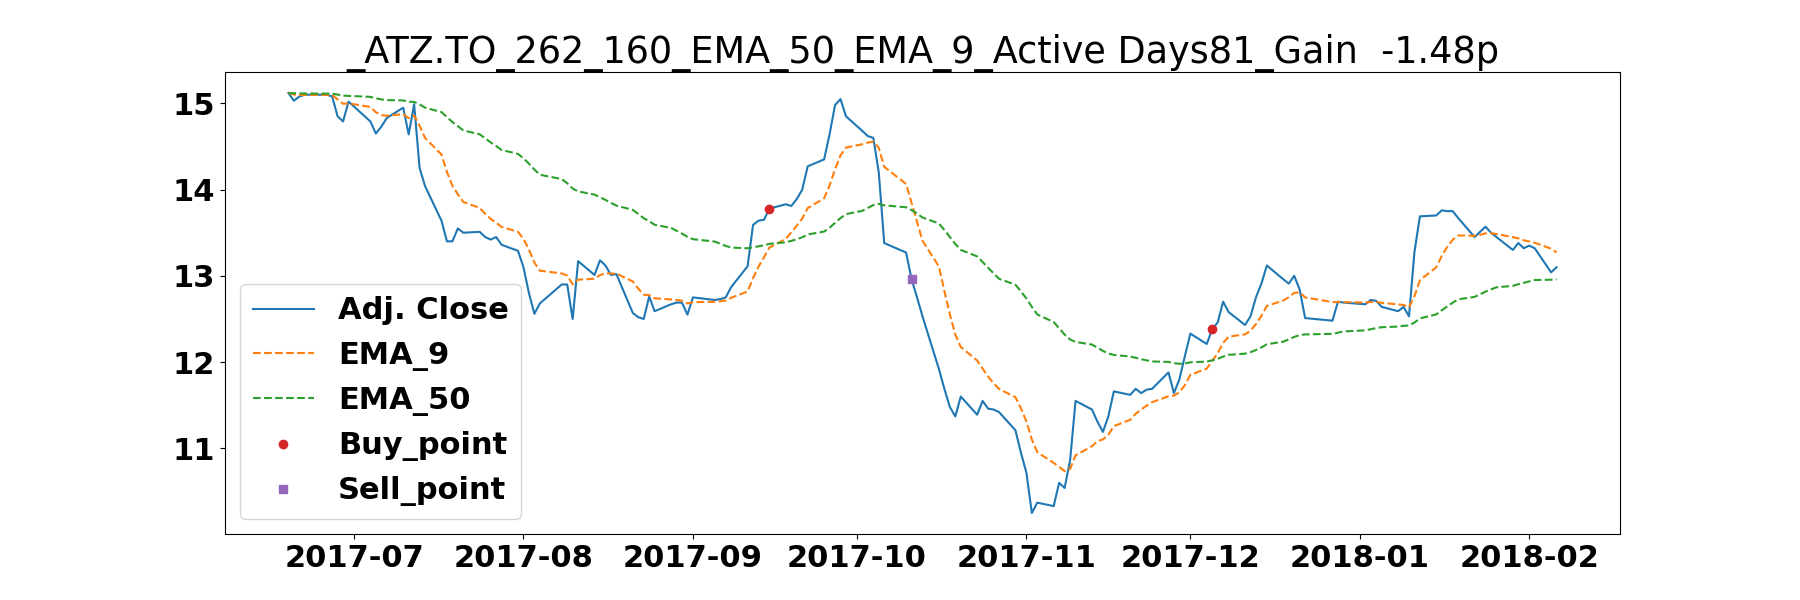 _ATZ.TO_262_160_EMA_50_EMA_9_Active Days81_Gain  -1.48p
15
14
13
12
11
Adj. Close
EMA_9
EMA_50
Buy_point
Sell_point
2017-07 2017-08 2017-09 2017-10 2017-11 2017-12 2018-01 2018-02